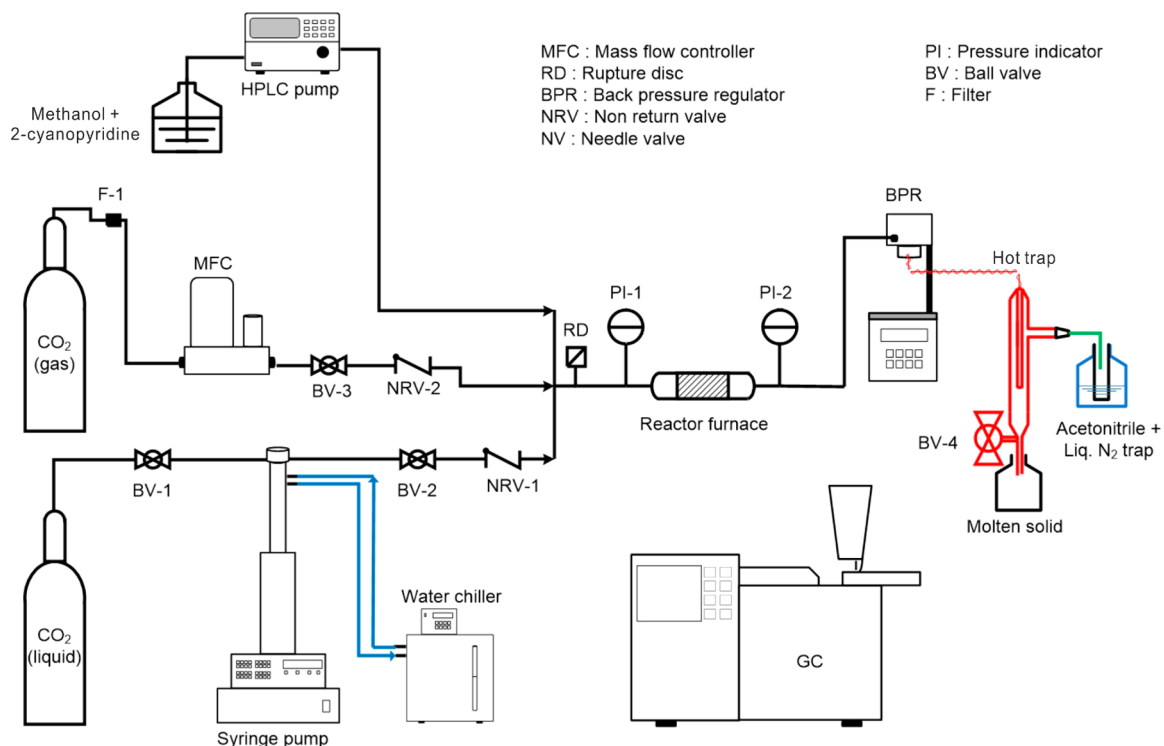 HPLC pump
Methanol +
2-cyanopyridine
MFC : Mass flow controller
RD : Rupture disc
BPR : Back pressure regulator
NRV : Non return valve
NV : Needle valve
PI : Pressure indicator
BV : Ball valve
F : Filter
F-1
CO₂
(gas)
MFC
BV-3
NRV-2
RD
PI-1
PI-2
Reactor furnace
BPR
Hot trap
BV-4
Acetonitrile +
Liq. N₂ trap
Molten solid
BV-1
BV-2
NRV-1
CO₂
(liquid)
Water chiller
Syringe pump
GC